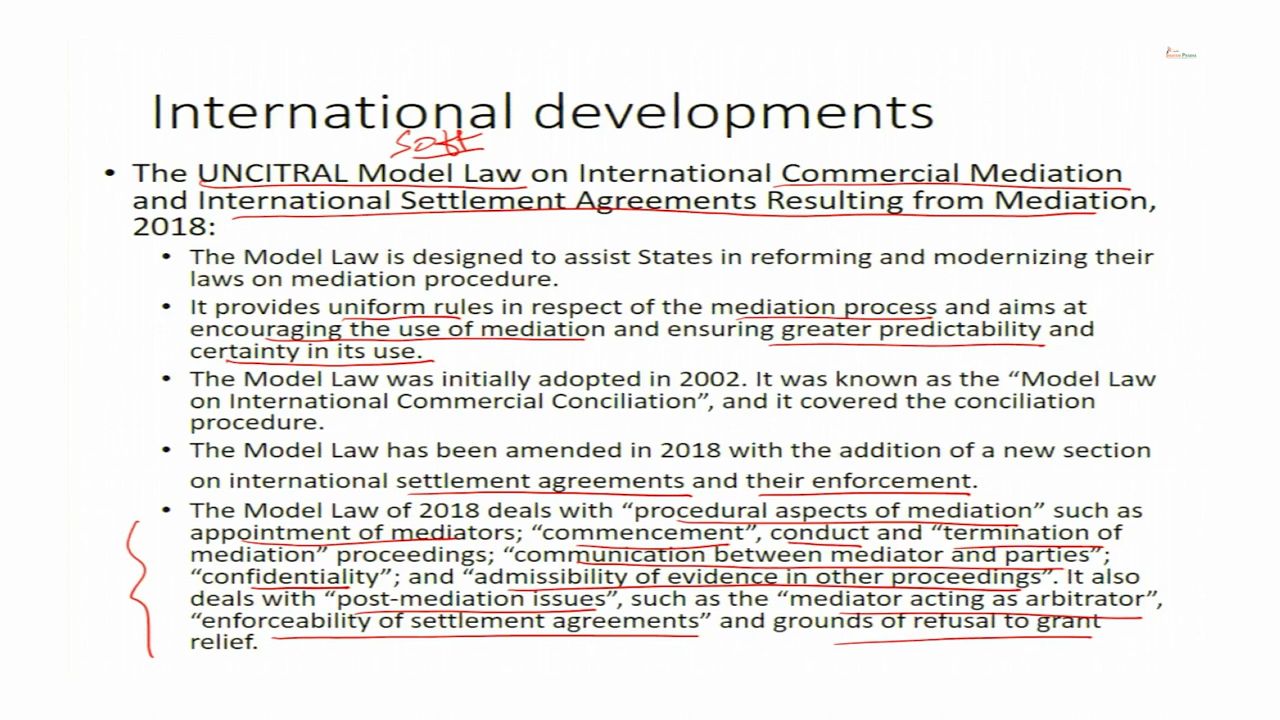 International developments
soft
• The UNCITRAL Model Law on International Commercial Mediation
and International Settlement Agreements Resulting from Mediation,
2018:
• The Model Law is designed to assist States in reforming and modernizing their
laws on mediation procedure.
• It provides uniform rules in respect of the mediation process and aims at
encouraging the use of mediation and ensuring greater predictability and
certainty in its use.
• The Model Law was initially adopted in 2002. It was known as the “Model Law
on International Commercial Conciliation”, and it covered the conciliation
procedure.
• The Model Law has been amended in 2018 with the addition of a new section
on international settlement agreements and their enforcement.
• The Model Law of 2018 deals with “procedural aspects of mediation” such as
appointment of mediators; “commencement”, conduct and “termination of
mediation” proceedings; “communication between mediator and parties”;
“confidentiality”; and “admissibility of evidence in other proceedings”. It also
deals with “post-mediation issues”, such as the “mediator acting as arbitrator”,
“enforceability of settlement agreements” and grounds of refusal to grant
relief.